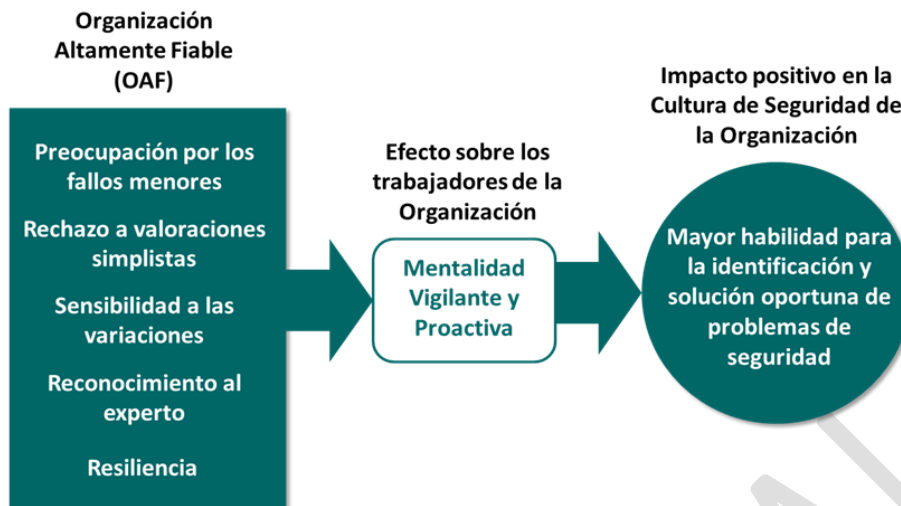 Organización
Altamente Fiable
(OAF)
Preocupación por los
fallos menores
Rechazo a valoraciones
simplistas
Sensibilidad a las
variaciones
Reconocimiento al
experto
Resiliencia
Efecto sobre los
trabajadores de la
Organización
Mentalidad
Vigilante y
Proactiva
Impacto positivo en la
Cultura de Seguridad de
la Organización
Mayor habilidad para
la identificación y
solución oportuna de
problemas de
seguridad